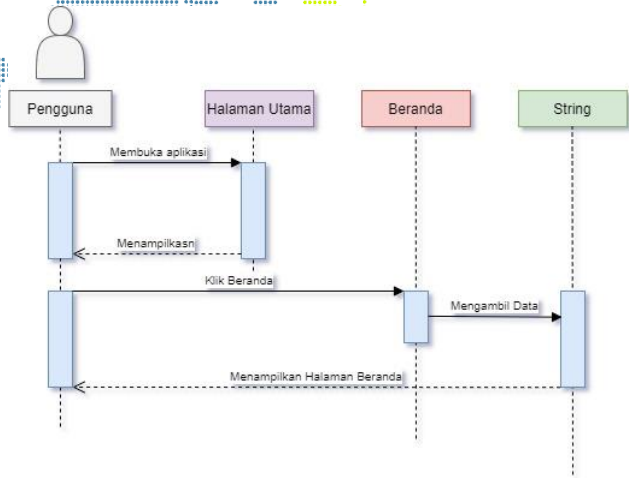 Pengguna
Halaman Utama
Beranda
String
Membuka aplikasi
Menampilkasn
Klik Beranda
Mengambil Data
Menampilkan Halaman Beranda